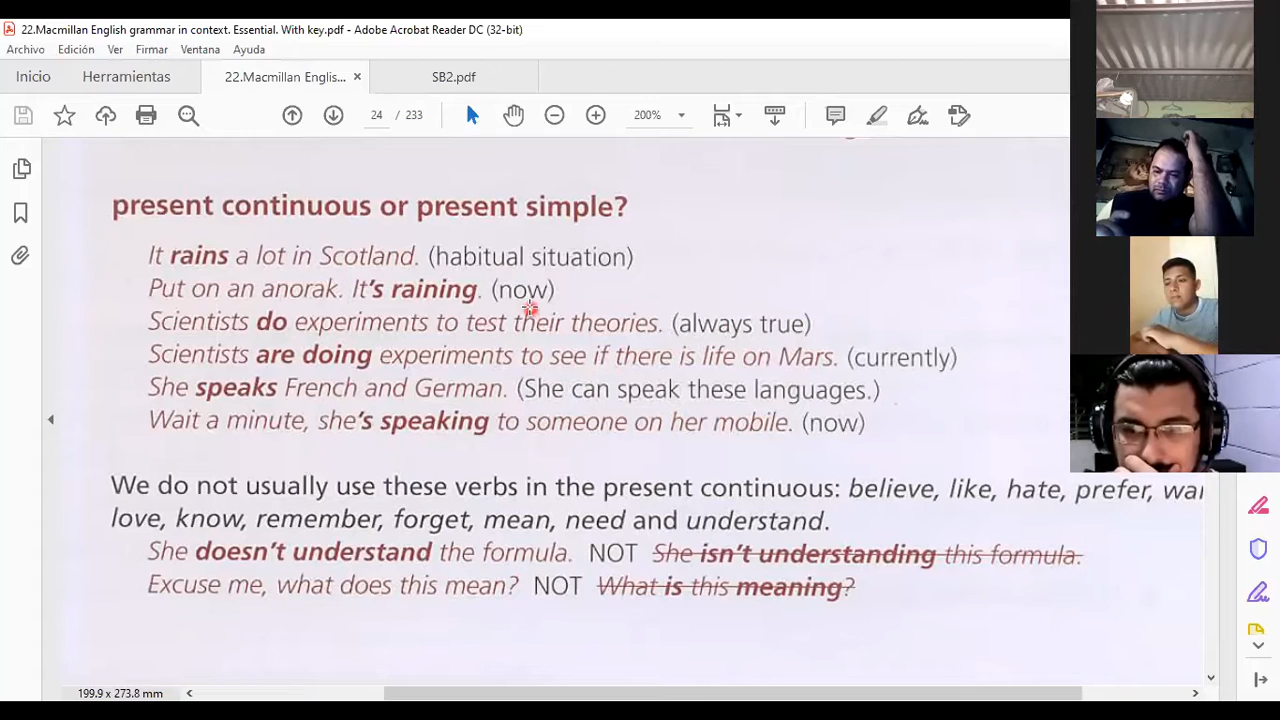 22.Macmillan English grammar in context. Essential. With key.pdf - Adobe Acrobat Reader DC (32-bit)
Archivo Edición Ver Firmar Ventana Ayuda
Inicio Herramientas 22.Macmillan Englis... × SB2.pdf
24 / 233 200%
present continuous or present simple?
It rains a lot in Scotland. (habitual situation)
Put on an anorak. It's raining. (now)
Scientists do experiments to test their theories. (always true)
Scientists are doing experiments to see if there is life on Mars. (currently)
She speaks French and German. (She can speak these languages.)
Wait a minute, she's speaking to someone on her mobile. (now)
We do not usually use these verbs in the present continuous: believe, like, hate, prefer,
love, know, remember, forget, mean, need and understand.
She doesn't understand the formula. NOT She isn't understanding this formula.
Excuse me, what does this mean? NOT What is this meaning?
199.9 x 273.8 mm